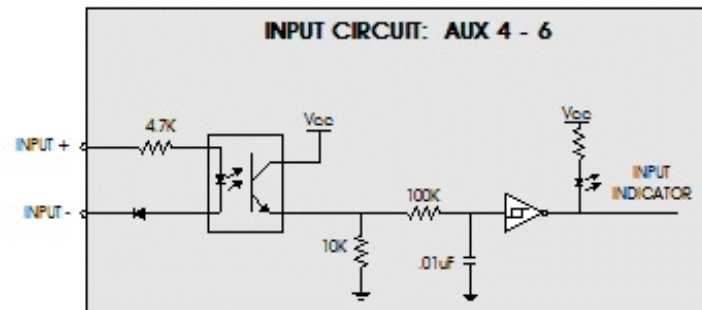 INPUT CIRCUIT: AUX 4 - 6
Vcc
Vcc
4.7K
INPUT +
100K
INPUT
INDICATOR
INPUT -
10K
.01uF